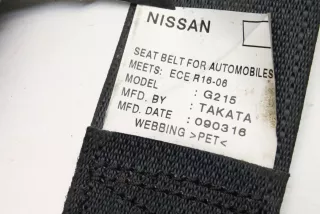 NISSAN
SEAT BELT FOR AUTOMOBILES
MEETS: ECE R16-06
MODEL : G215
MFD. BY : TAKATA
MFD. DATE : 090316
WEBBING >PET<